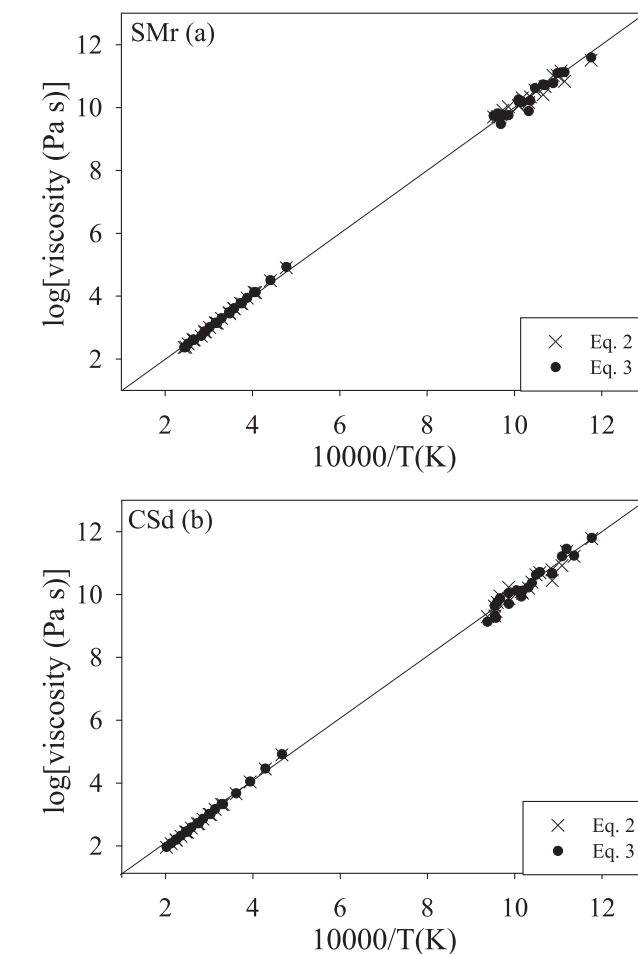 SMr (a)
12
10
8
6
4
2
log[viscosity (Pa s)]
Eq. 2
Eq. 3
2 4 6 8 10 12
10000/T(K)
CSd (b)
12
10
8
6
4
2
log[viscosity (Pa s)]
Eq. 2
Eq. 3
2 4 6 8 10 12
10000/T(K)